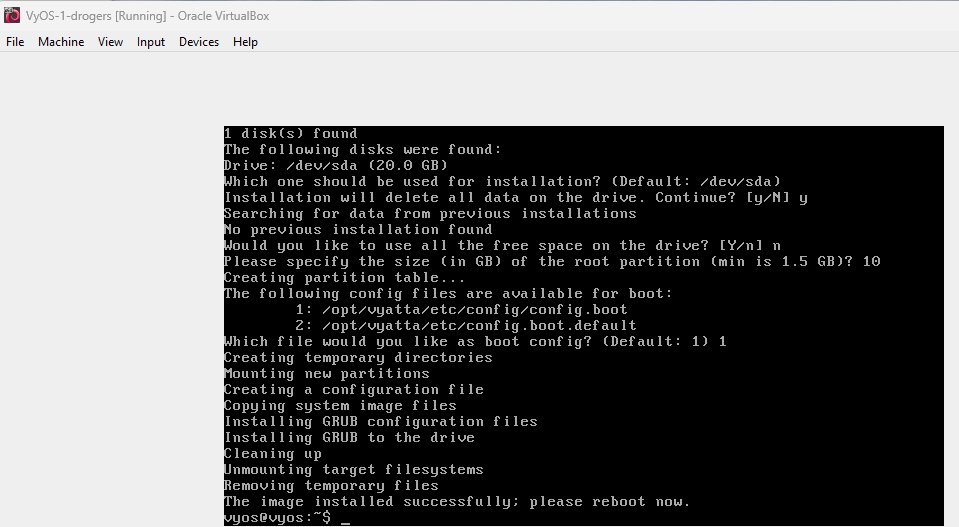 VyOS-1-drogers [Running] - Oracle VirtualBox
File Machine View Input Devices Help
1 disk(s) found
The following disks were found:
Drive: /dev/sda (20.0 GB)
Which one should be used for installation? (Default: /dev/sda)
Installation will delete all data on the drive. Continue? [y/N] y
Searching for data from previous installations
No previous installation found
Would you like to use all the free space on the drive? [Y/n] n
Please specify the size (in GB) of the root partition (min is 1.5 GB)? 10
Creating partition table...
The following config files are available for boot:
        1: /opt/vyatta/etc/config/config.boot
        2: /opt/vyatta/etc/config.boot.default
Which file would you like as boot config? (Default: 1) 1
Creating temporary directories
Mounting new partitions
Creating a configuration file
Copying system image files
Installing GRUB configuration files
Installing GRUB to the drive
Cleaning up
Unmounting target filesystems
Removing temporary files
The image installed successfully; please reboot now.
vyos@vyos:~$ _